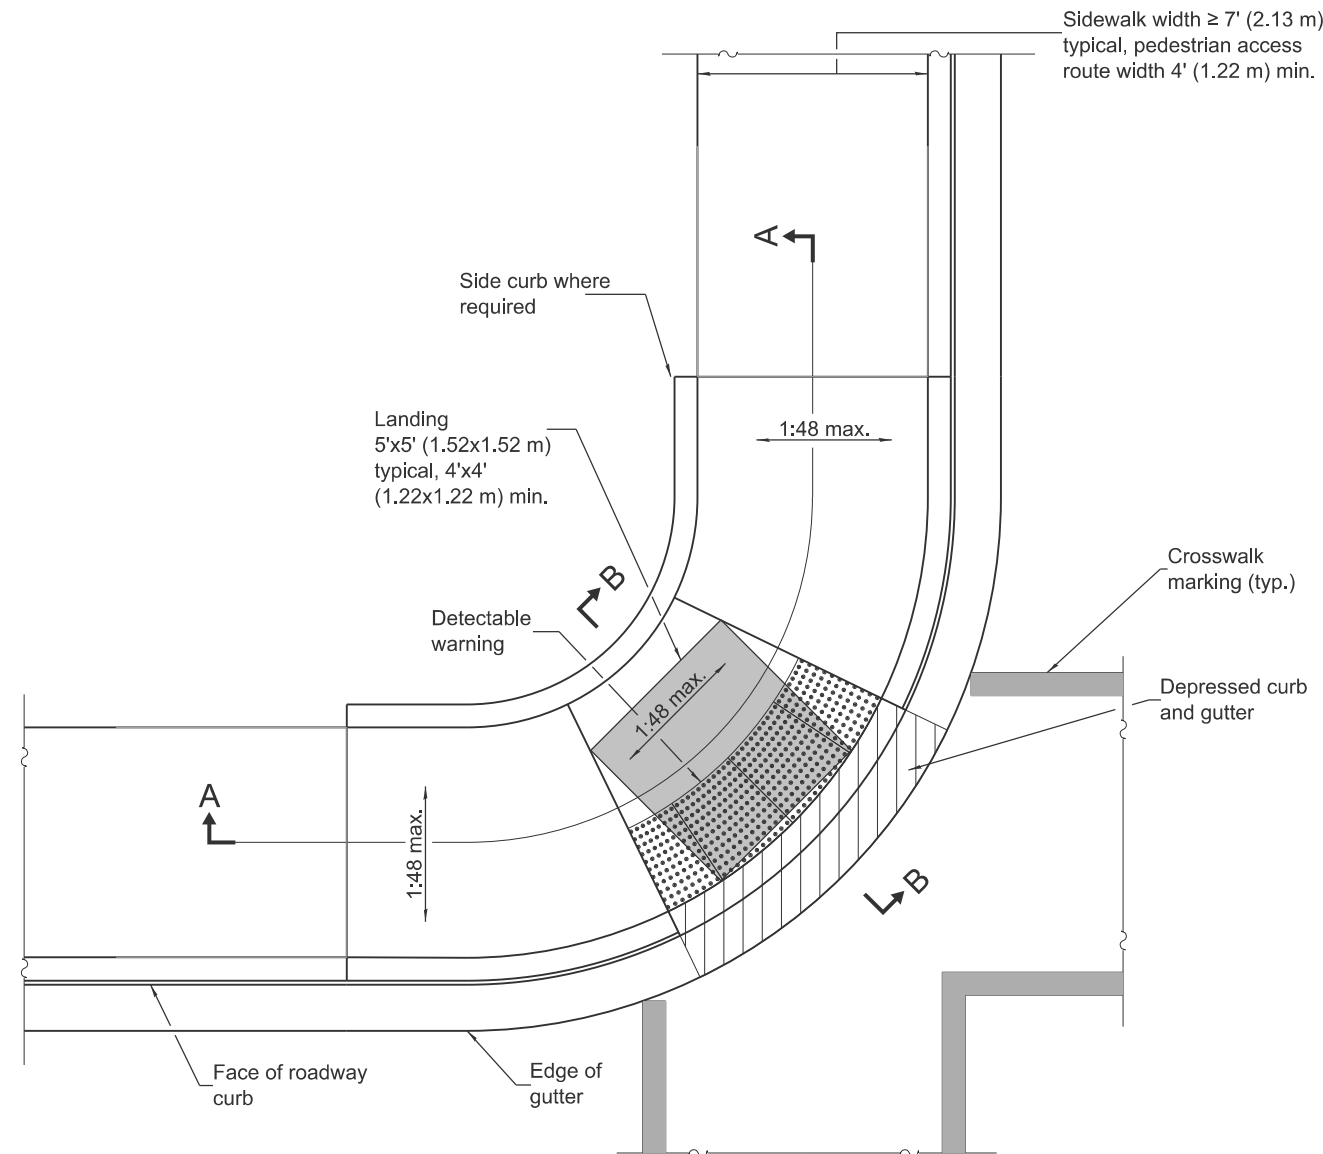 Sidewalk width ≥ 7' (2.13 m)
typical, pedestrian access
route width 4' (1.22 m) min.
A
Side curb where
required
Landing
5'x5' (1.52x1.52 m)
typical, 4'x4'
(1.22x1.22 m) min.
1:48 max.
B
Crosswalk
marking (typ.)
Detectable
warning
1:48 max.
Depressed curb
and gutter
A
1:48 max.
B
Face of roadway
curb
Edge of
gutter